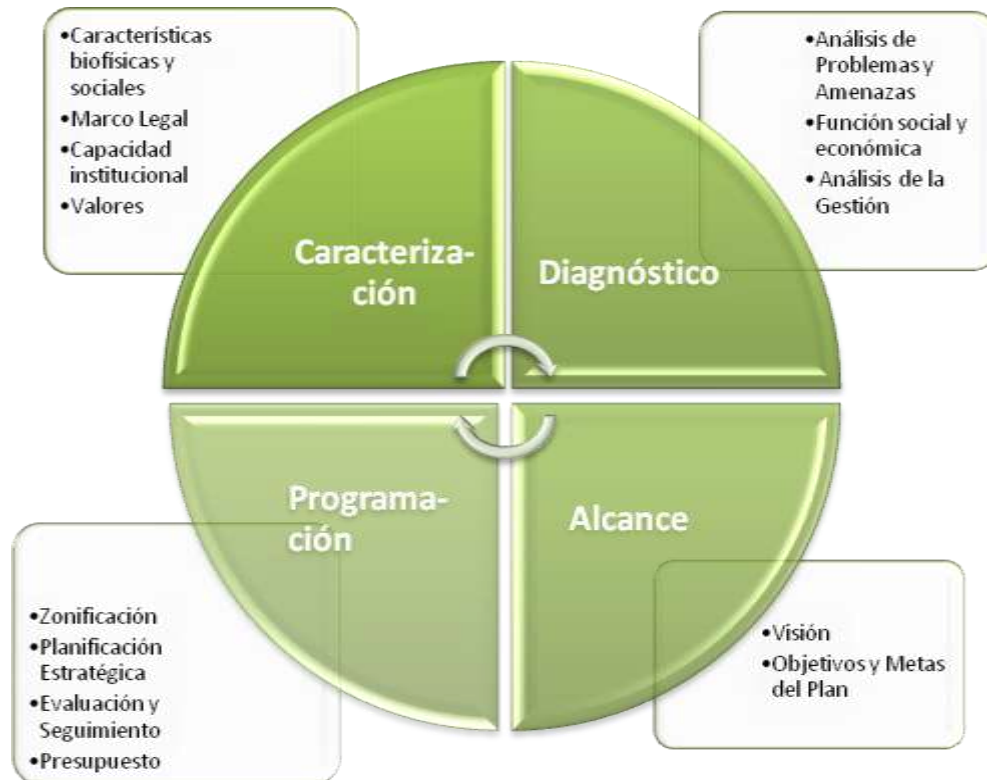 •Características
biofísicas y
sociales
•Marco Legal
•Capacidad
institucional
•Valores
•Análisis de
Problemas y
Amenazas
•Función social y
económica
• Análisis de la
Gestión
Caracteriza-
ción
Diagnóstico
Programa-
ción
Alcance
•Zonificación
•Planificación
Estratégica
•Evaluación y
Seguimiento
•Presupuesto
•Visión
•Objetivos y Metas
del Plan